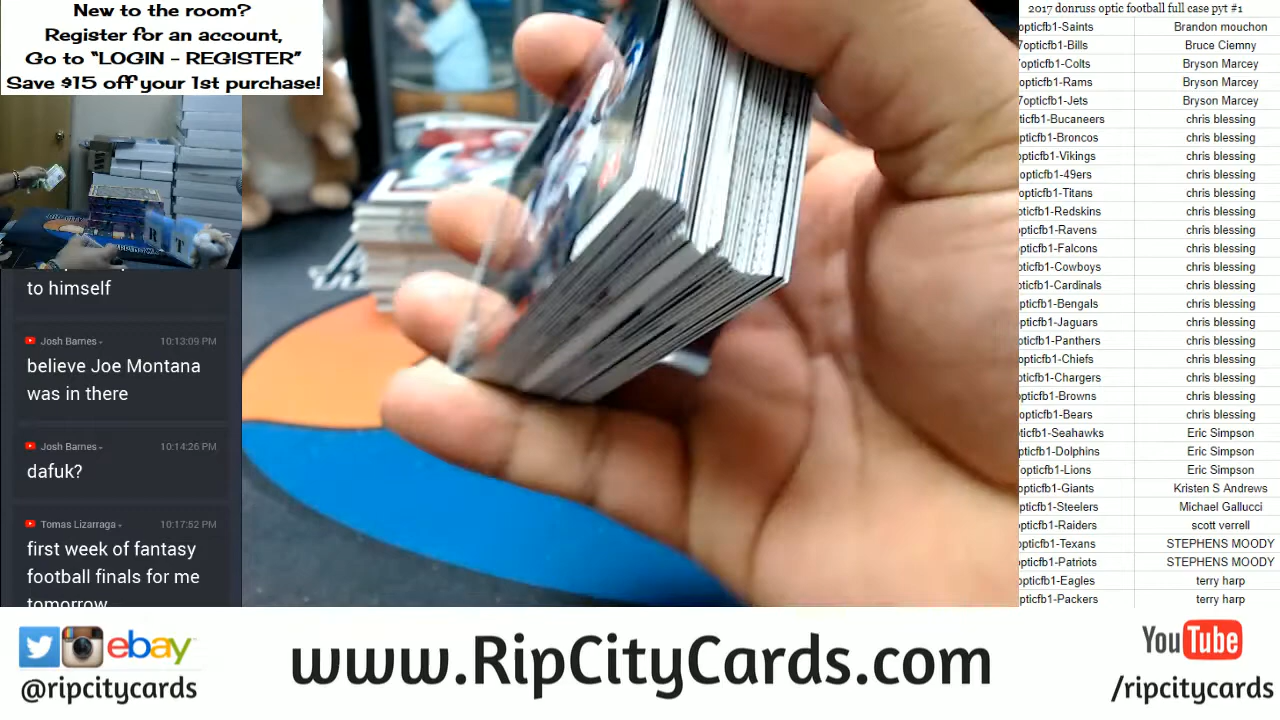 New to the room?
Register for an account,
Go to “LOGIN - REGISTER”
Save $15 off your 1st purchase!
to himself
Josh Barnes 10:13:09 PM
believe Joe Montana
was in there
Josh Barnes 10:14:26 PM
dafuk?
Tomas Lizarraga 10:17:52 PM
first week of fantasy
football finals for me
tomorrow
2017 donruss optic football full case pyt #1
opticfb1-Saints Brandon mouchon
7opticfb1-Bills Bruce Ciemny
7opticfb1-Colts Bryson Marcey
opticfb1-Rams Bryson Marcey
7opticfb1-Jets Bryson Marcey
opticfb1-Bucaneers chris blessing
opticfb1-Broncos chris blessing
opticfb1-Vikings chris blessing
opticfb1-49ers chris blessing
opticfb1-Titans chris blessing
opticfb1-Redskins chris blessing
opticfb1-Ravens chris blessing
opticfb1-Falcons chris blessing
opticfb1-Cowboys chris blessing
opticfb1-Cardinals chris blessing
opticfb1-Bengals chris blessing
opticfb1-Jaguars chris blessing
opticfb1-Panthers chris blessing
opticfb1-Chiefs chris blessing
opticfb1-Chargers chris blessing
opticfb1-Browns chris blessing
opticfb1-Bears chris blessing
opticfb1-Seahawks Eric Simpson
opticfb1-Dolphins Eric Simpson
7opticfb1-Lions Eric Simpson
opticfb1-Giants Kristen S Andrews
opticfb1-Steelers Michael Gallucci
opticfb1-Raiders scott verrell
opticfb1-Texans STEPHENS MOODY
opticfb1-Patriots STEPHENS MOODY
opticfb1-Eagles terry harp
opticfb1-Packers terry harp
ebay
@ripcitycards
www.RipCityCards.com
YouTube
/ripcitycards